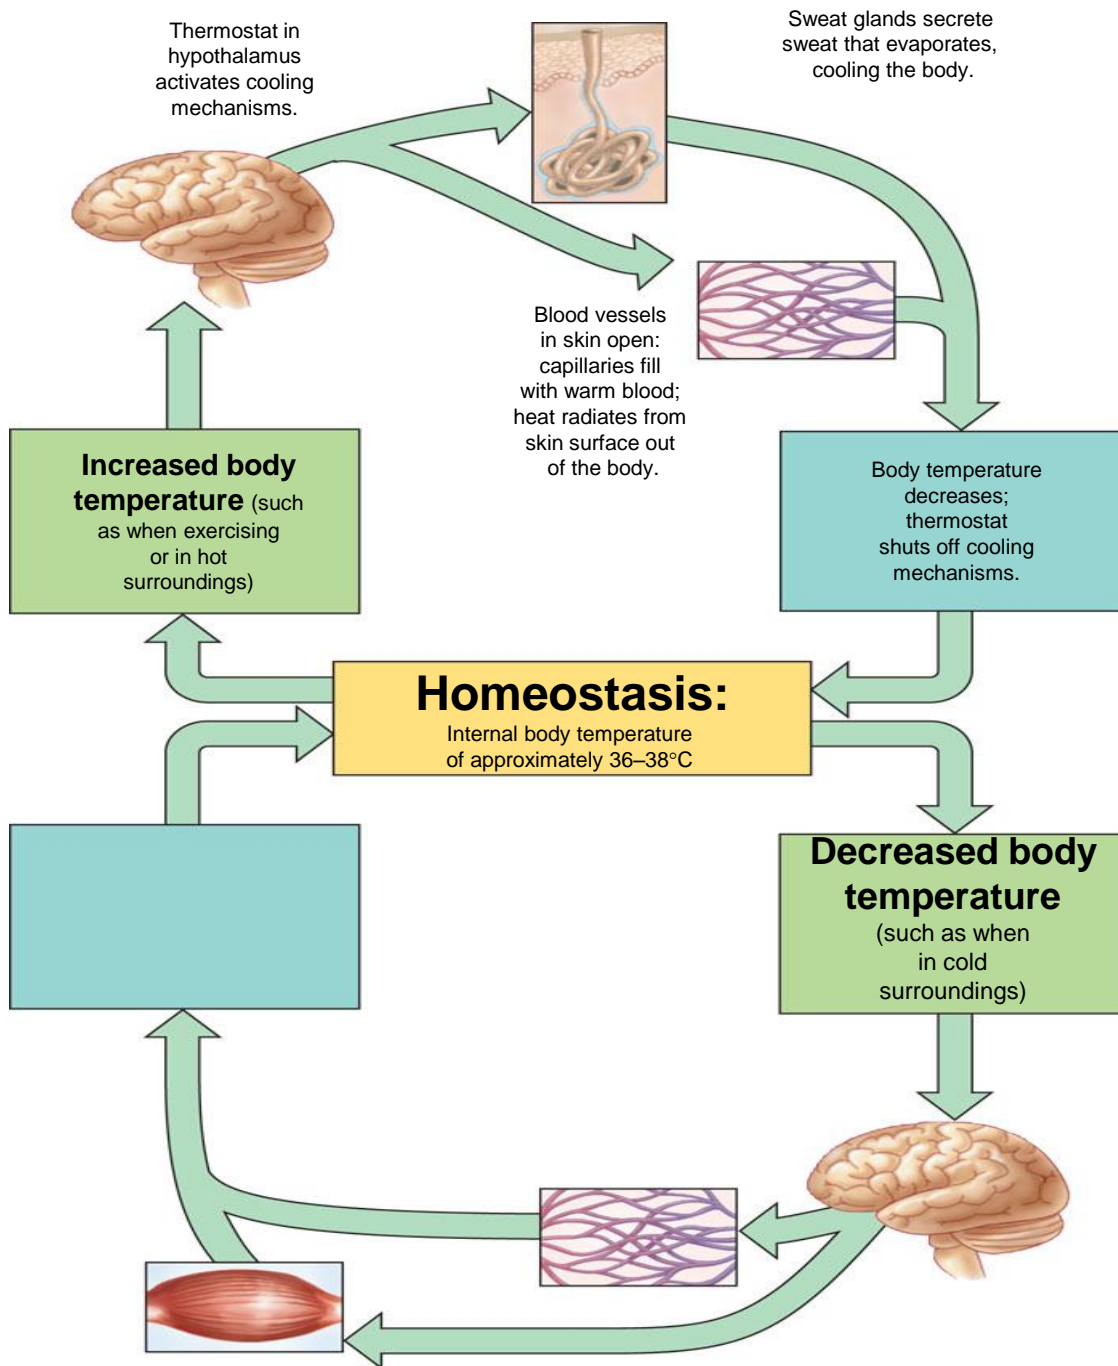 Thermostat in
hypothalamus
activates cooling
mechanisms.
Sweat glands secrete
sweat that evaporates,
cooling the body.
Blood vessels
in skin open:
capillaries fill
with warm blood;
heat radiates from
skin surface out
of the body.
Increased body
temperature (such
as when exercising
or in hot
surroundings)
Body temperature
decreases;
thermostat
shuts off cooling
mechanisms.
Homeostasis:
Internal body temperature
of approximately 36–38°C
Decreased body
temperature
(such as when
in cold
surroundings)